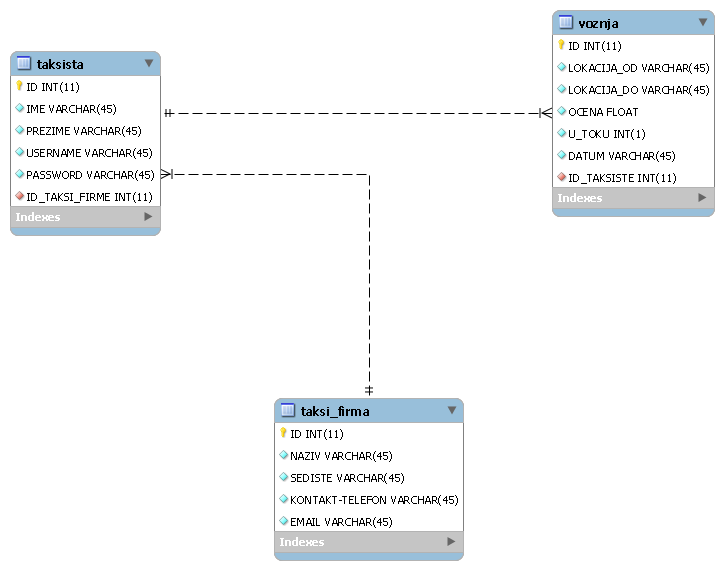 taksista
ID INT(11)
IME VARCHAR(45)
PREZIME VARCHAR(45)
USERNAME VARCHAR(45)
PASSWORD VARCHAR(45)
ID_TAKSI_FIRME INT(11)
Indexes
voznja
ID INT(11)
LOKACIJA_OD VARCHAR(45)
LOKACIJA_DO VARCHAR(45)
OCENA FLOAT
U_TOKU INT(1)
DATUM VARCHAR(45)
ID_TAKSISTE INT(11)
Indexes
taksi_firma
ID INT(11)
NAZIV VARCHAR(45)
SEDISTE VARCHAR(45)
KONTAKT-TELEFON VARCHAR(45)
EMAIL VARCHAR(45)
Indexes